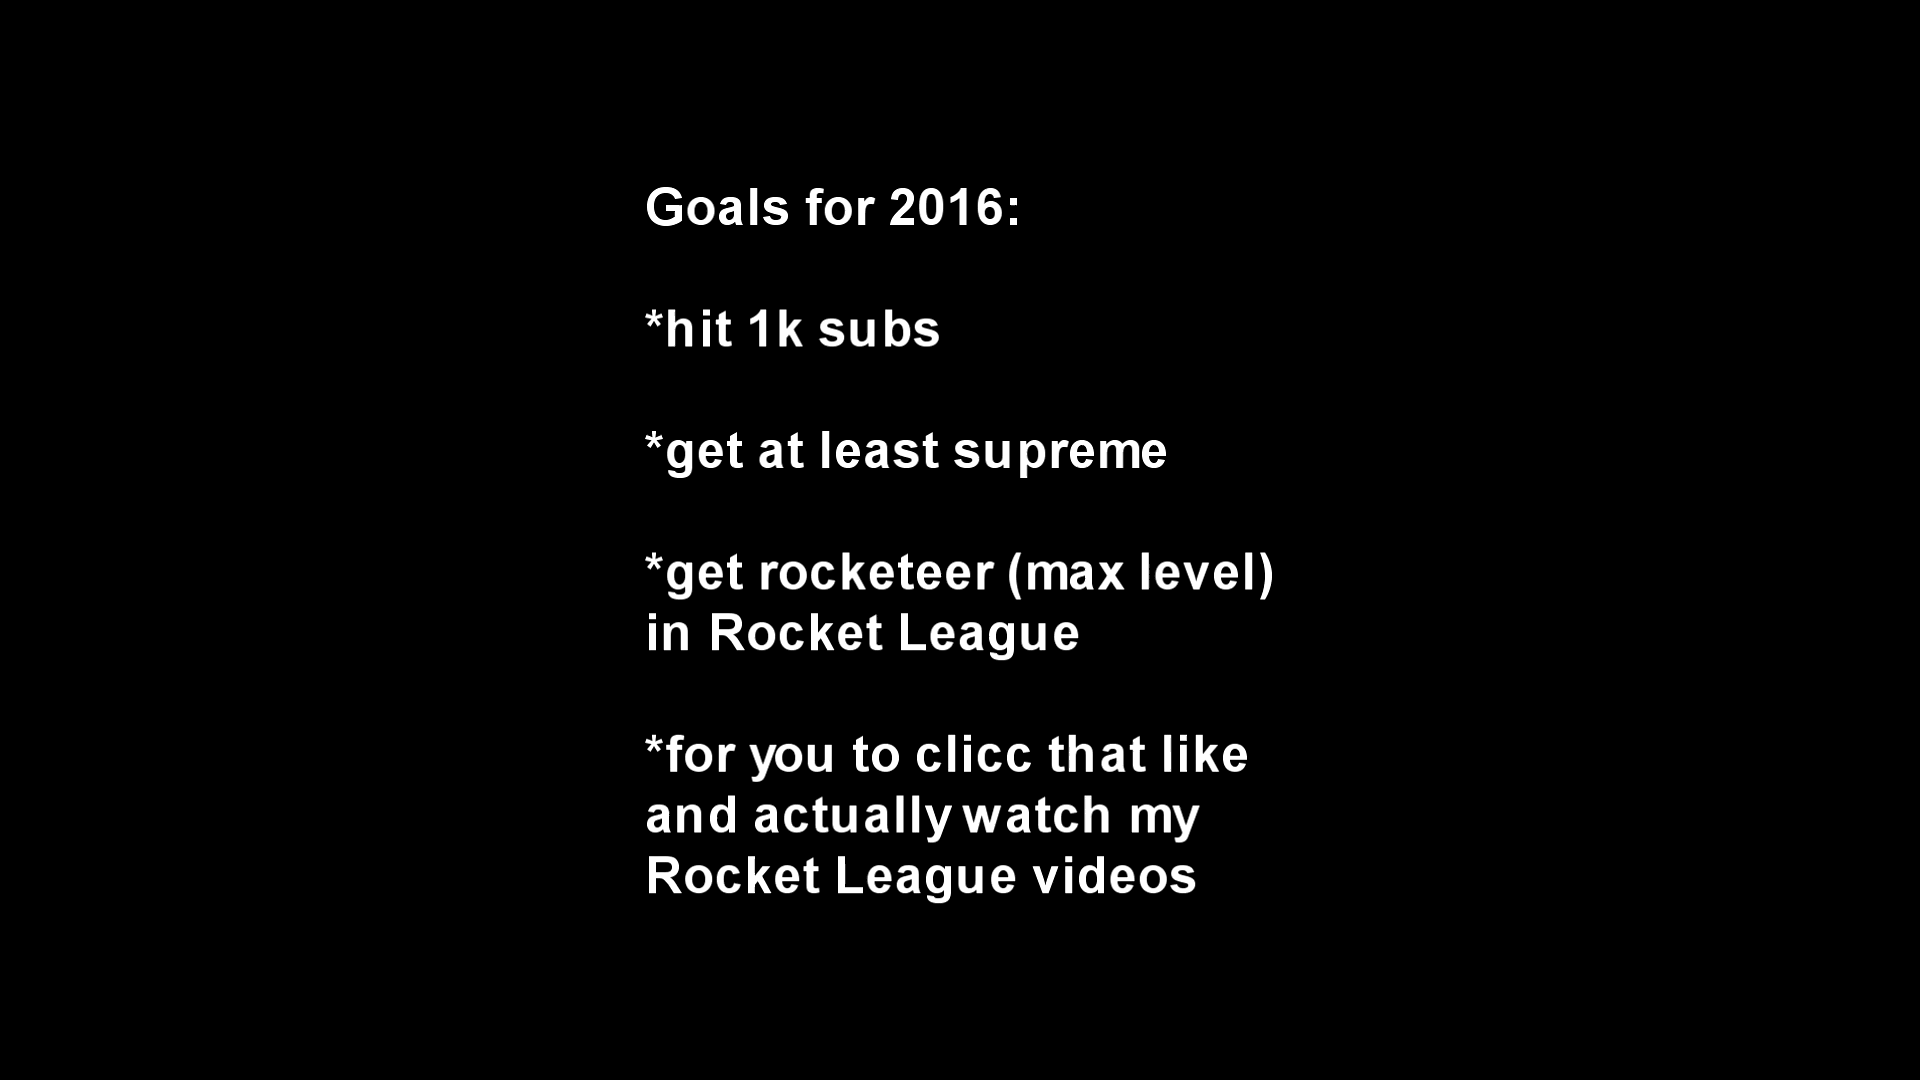 Goals for 2016:
*hit 1k subs
*get at least supreme
*get rocketeer (max level)
in Rocket League
*for you to clicc that like
and actually watch my
Rocket League videos